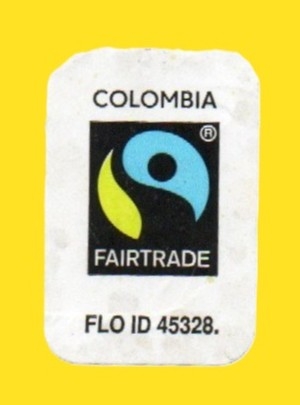 COLOMBIA
®
FAIRTRADE
FLO ID 45328.